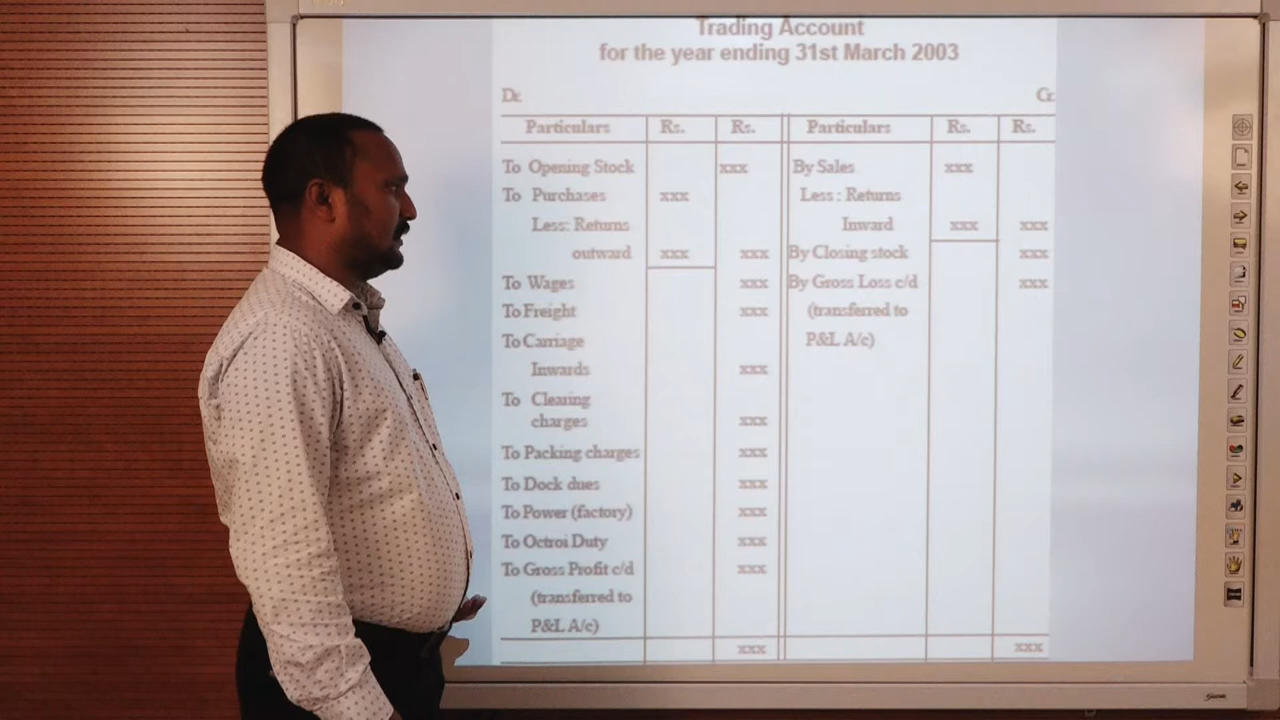 Trading Account
for the year ending 31st March 2003
Dr. Cr.
Particulars Rs. Rs. Particulars Rs. Rs.
To Opening Stock xxx By Sales xxx
To Purchases xxx Less : Returns
Less: Returns Inward xxx xxx
outward xxx xxx By Closing stock xxx
To Wages xxx By Gross Loss c/d xxx
To Freight xxx (transferred to
To Carriage P&L A/c)
Inwards xxx
To Clearing
charges xxx
To Packing charges xxx
To Dock dues xxx
To Power (factory) xxx
To Octroi Duty xxx
To Gross Profit c/d xxx
(transferred to
P&L A/c)
xxx xxx